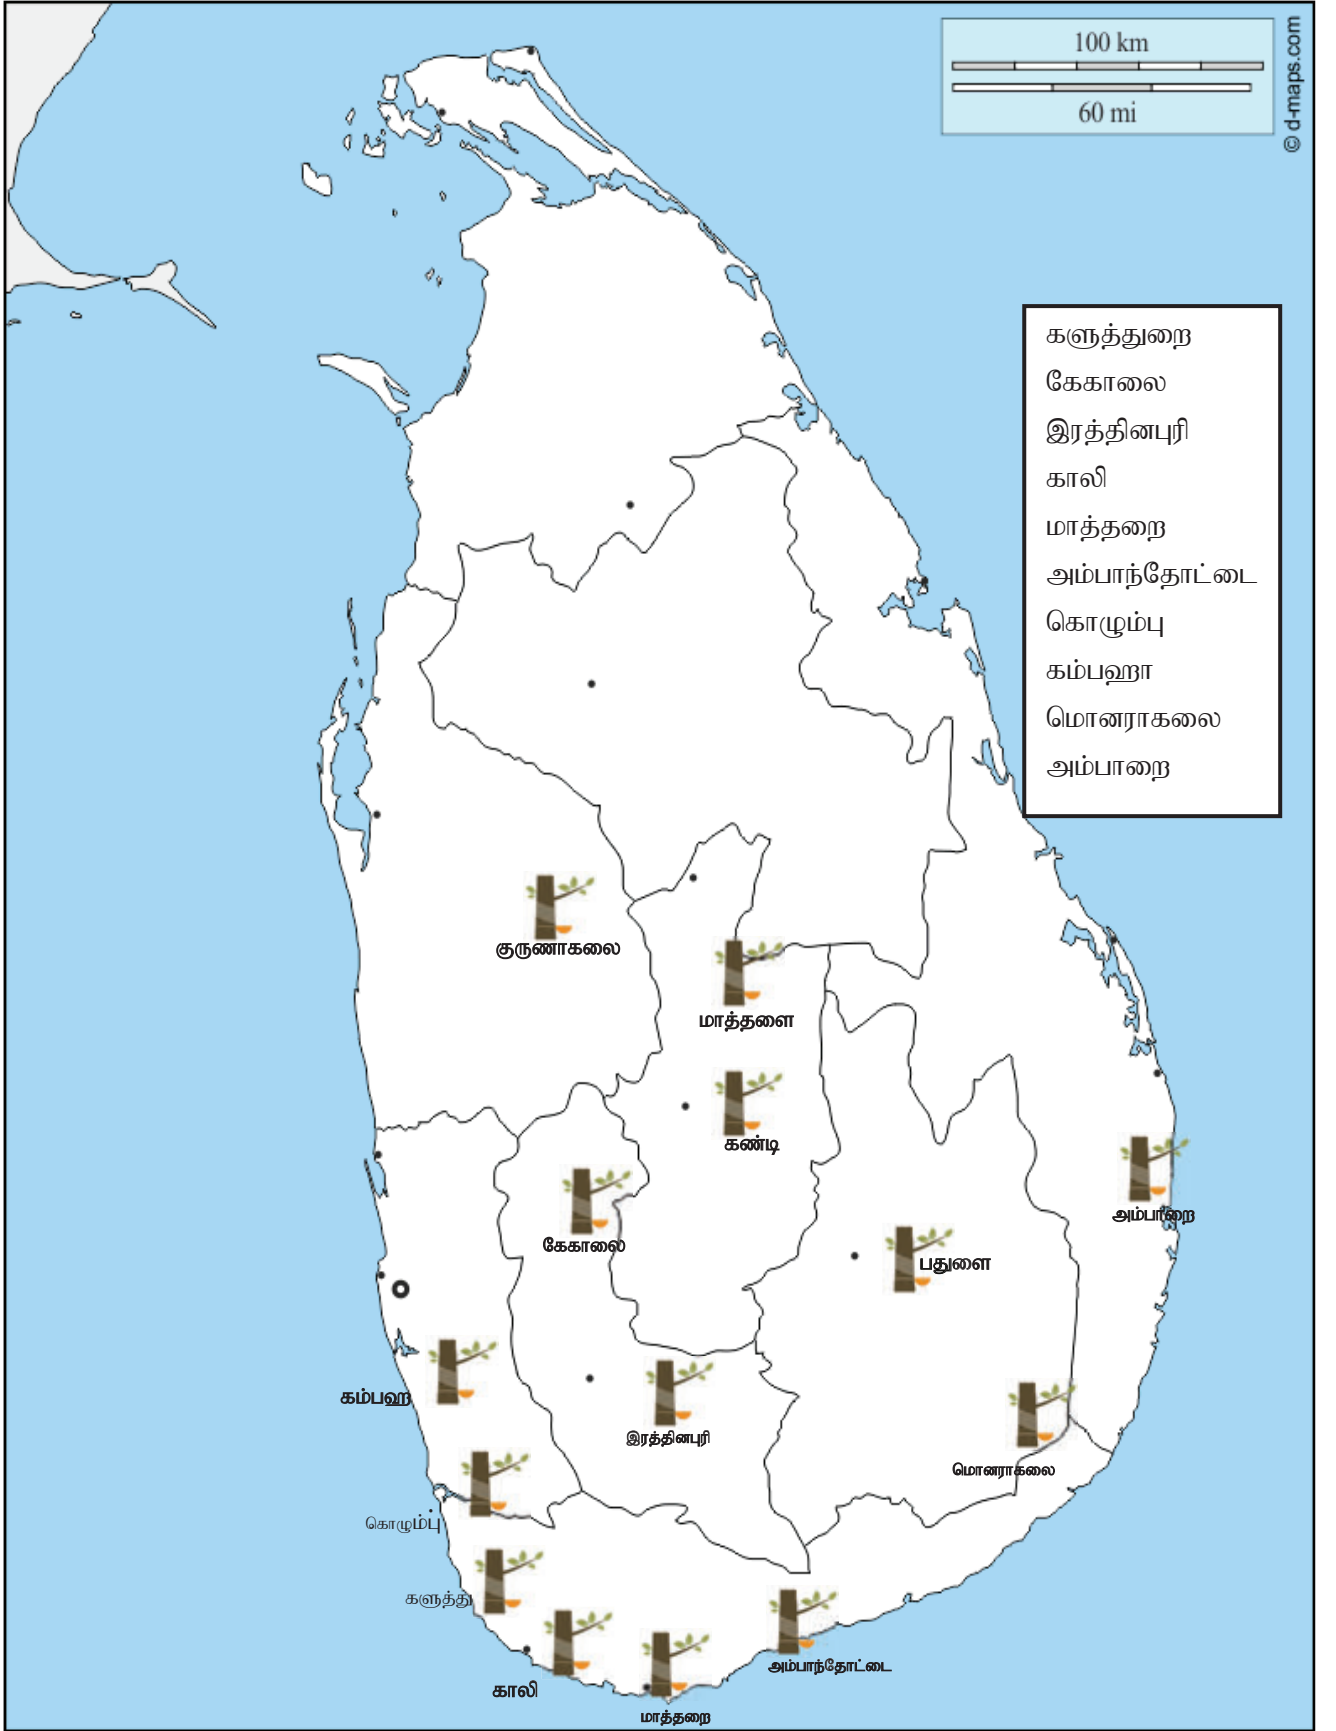 100 km
60 mi
© d-maps.com
களுத்துறை
கேகாலை
இரத்தினபுரி
காலி
மாத்தறை
அம்பாந்தோட்டை
கொழும்பு
கம்பஹா
மொனராகலை
அம்பாறை
குருணாகலை
மாத்தளை
கண்டி
அம்பாறை
கேகாலை
பதுளை
கம்பஹ
இரத்தினபுரி
மொனராகலை
கொழும்பு
களுத்து
அம்பாந்தோட்டை
காலி
மாத்தறை